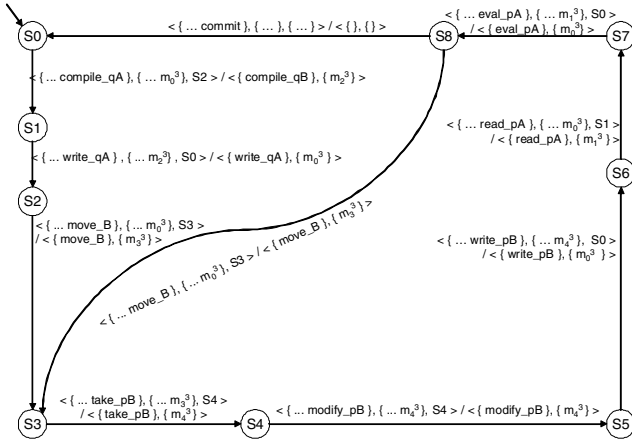 < { ... commit}, { ... }, { ... } > / < { }, { } >
< { ... eval_pA}, { ... m₁³ }, S0 >
/ < { eval_pA}, { m₀³ } >
S0
S8
S7
< { ... compile_qA}, { ... m₀³ }, S2 > / < { compile_qB}, { m₂³ } >
< { ... read_pA}, { ... m₀³ }, S1 >
/ < { read_pA}, { m₁³ } >
S1
< { ... write_qA} , { ... m₂³ } , S0 > / < { write_qA}, { m₀³ } >
S6
S2
< { ... move_B }, { ... m₀³ }, S3 >
/ < { move_B }, { m₃³ } >
< { ... move_B }, { ... m₀³ }, S3 > / < { move_B }, { m₃³ } >
< { ... write_pB}, { ... m₄³ }, S0 >
/ < { write_pB}, { m₀³ } >
< { ... take_pB}, { ... m₃³ }, S4 >
/ < { take_pB}, { m₄³ } >
< { ... modify_pB}, { ... m₄³ }, S4 > / < { modify_pB}, { m₄³ } >
S3
S4
S5